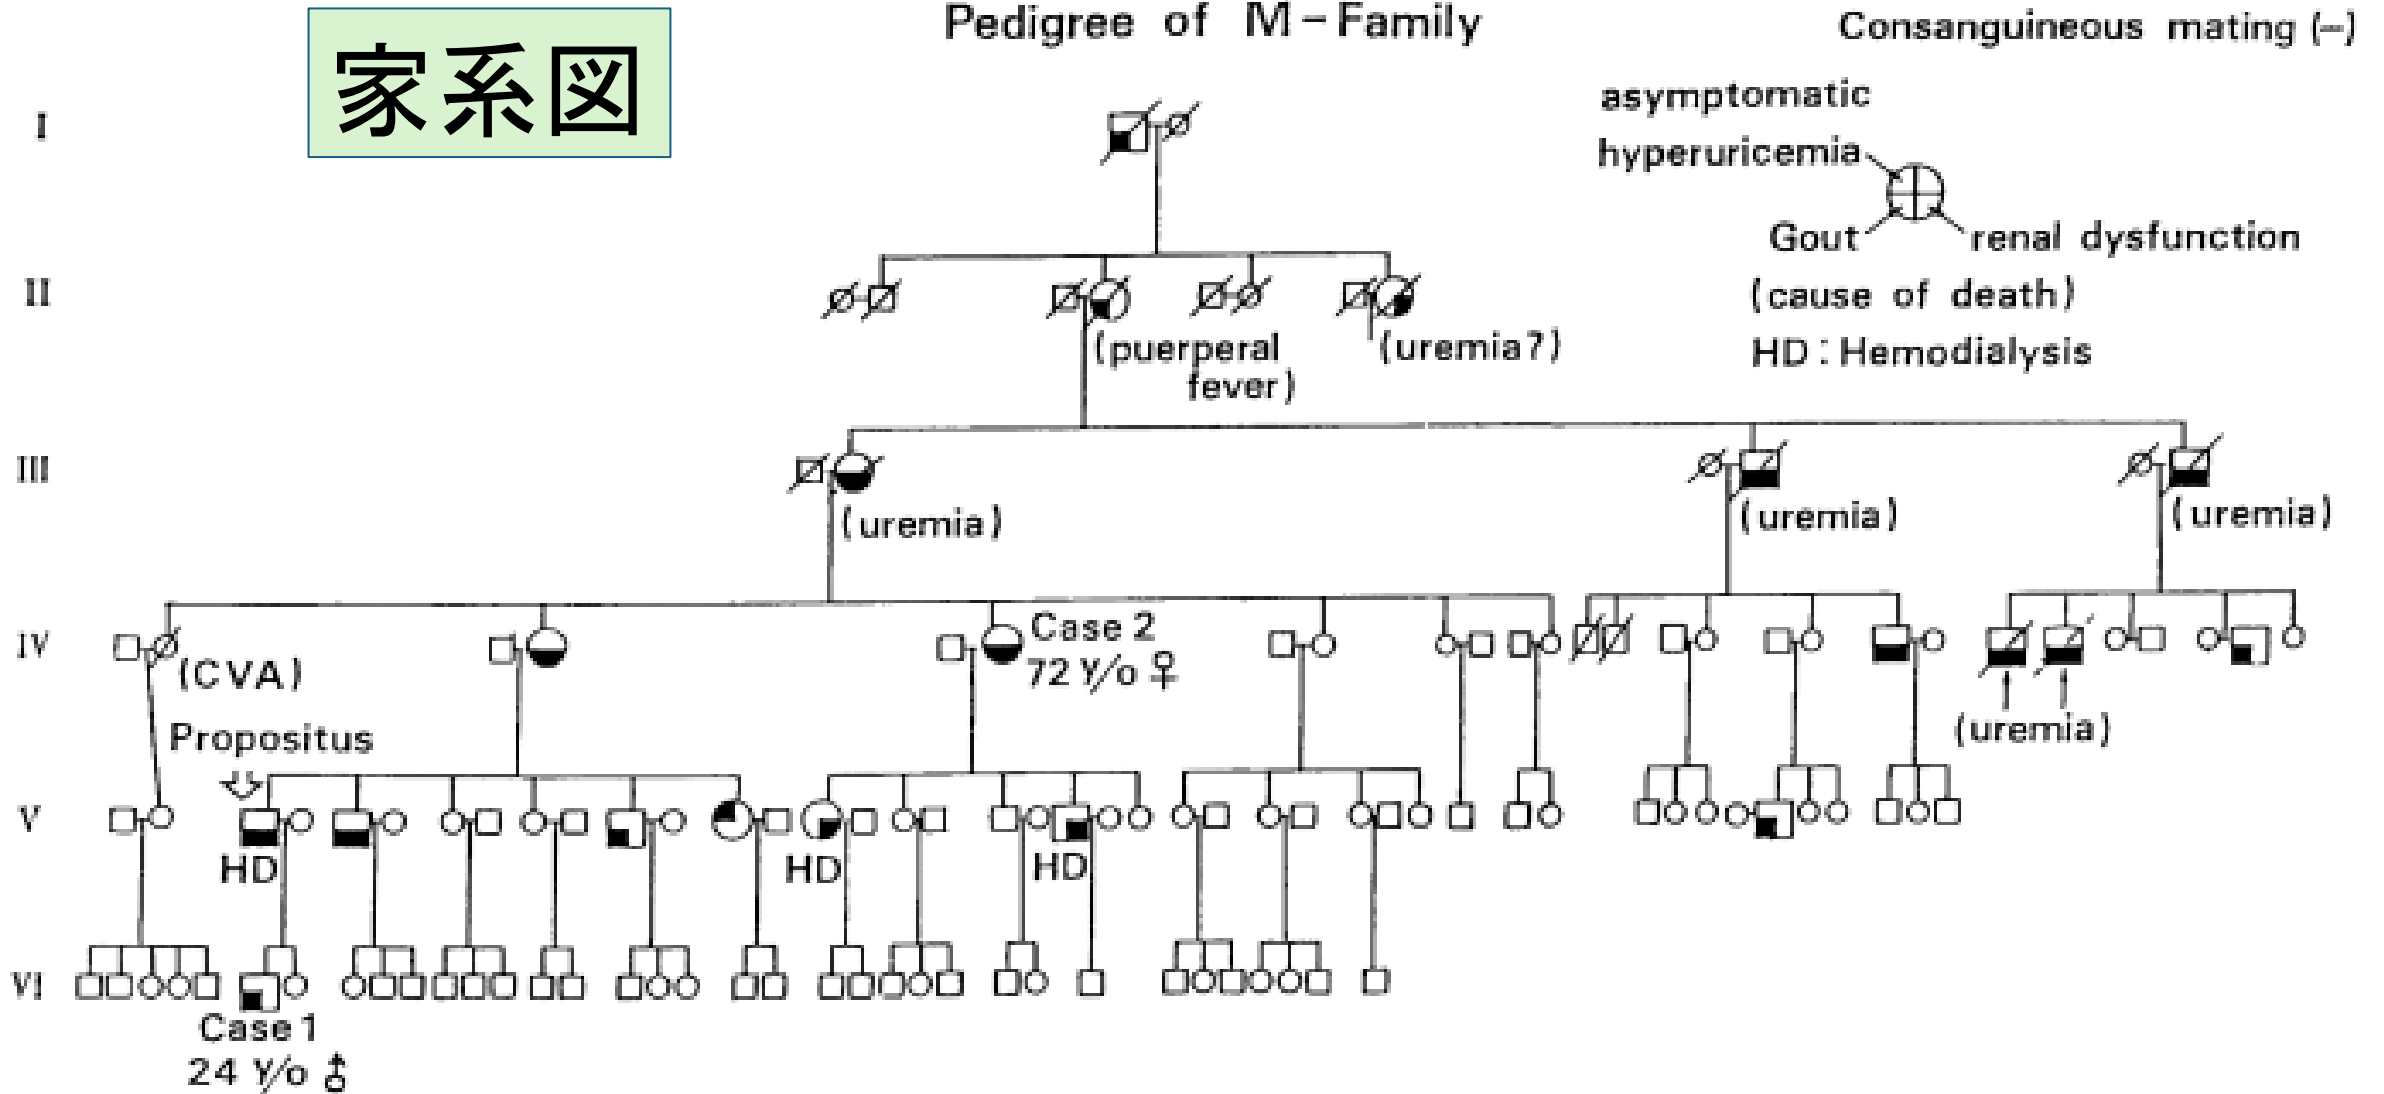 家系図
Pedigree of M-Family
Consanguineous mating (-)
asymptomatic
hyperuricemia
Gout
renal dysfunction
(cause of death)
HD : Hemodialysis
I
II
(puerperal
fever)
(uremia?)
III
(uremia)
(uremia)
(uremia)
IV
(CVA)
Case 2
72 Y/o ♀
(uremia)
Propositus
V
HD
HD
HD
VI
Case 1
24 Y/o ♂